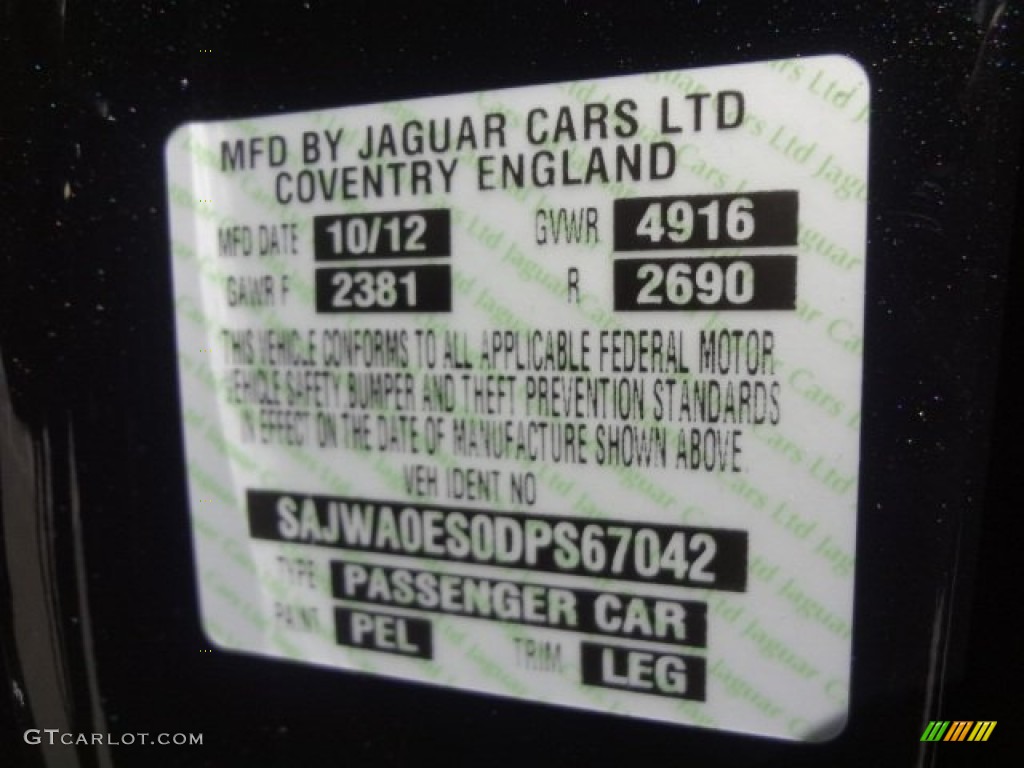 MFD BY JAGUAR CARS LTD
COVENTRY ENGLAND
MFD DATE 10/12 GVWR 4916
GAWR F 2381 R 2690
THIS VEHICLE CONFORMS TO ALL APPLICABLE FEDERAL MOTOR
VEHICLE SAFETY BUMPER AND THEFT PREVENTION STANDARDS
IN EFFECT ON THE DATE OF MANUFACTURE SHOWN ABOVE
VEH IDENT NO
SAJWA0ES0DPS67042
TYPE PASSENGER CAR
PAINT PEL TRIM LEG
GTCARLOT.COM